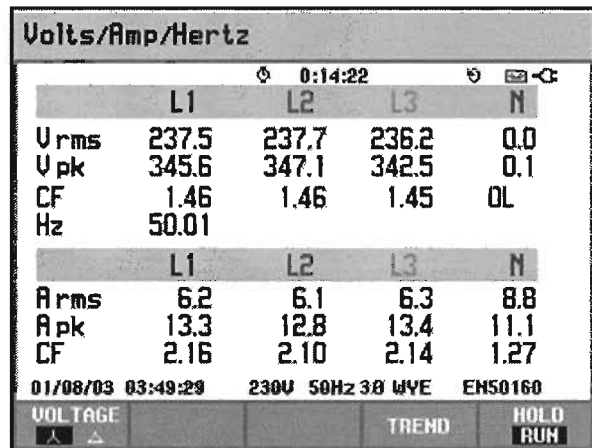 Volts/Amp/Hertz
0:14:22
L1 L2 L3 N
V rms 237.5 237.7 236.2 0.0
V pk 345.6 347.1 342.5 0.1
CF 1.46 1.46 1.45 OL
Hz 50.01
L1 L2 L3 N
A rms 6.2 6.1 6.3 8.8
A pk 13.3 12.8 13.4 11.1
CF 2.16 2.10 2.14 1.27
01/08/03 03:49:29 230V 50Hz 3Ø WYE EN50160
VOLTAGE TREND HOLD
RUN